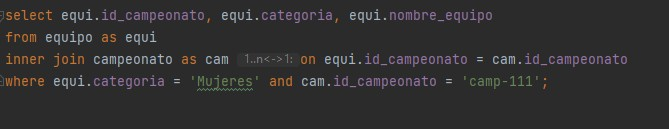 select equi.id_campeonato, equi.categoria, equi.nombre_equipo
from equipo as equi
inner join campeonato as cam 1..n<->1: on equi.id_campeonato = cam.id_campeonato
where equi.categoria = 'Mujeres' and cam.id_campeonato = 'camp-111';